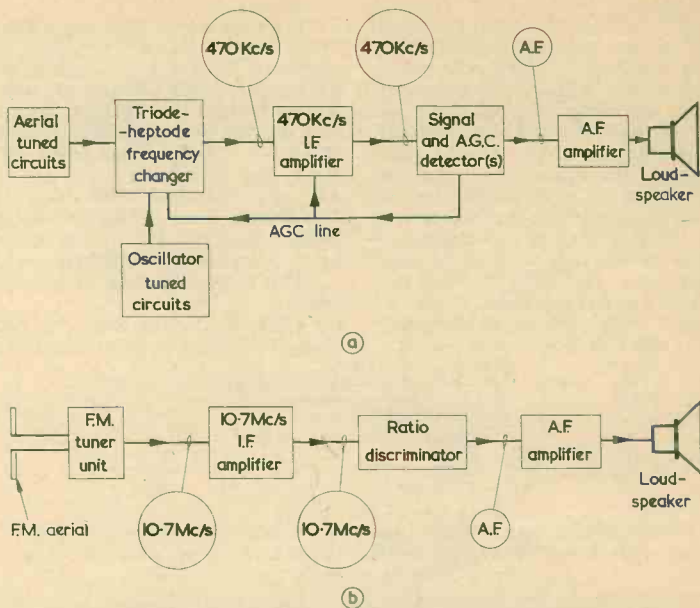 470Kc/s
470Kc/s
A.F.
Aerial
tuned
circuits
Triode-
-heptode
frequency
changer
470Kc/s
I.F.
amplifier
Signal
and A.G.C.
detector(s)
A.F.
amplifier
Loud-
speaker
AGC line
Oscillator
tuned
circuits
a
F.M.
tuner
unit
10·7Mc/s
I.F.
amplifier
Ratio
discriminator
A.F.
amplifier
Loud-
speaker
F.M. aerial
10·7Mc/s
10·7Mc/s
A.F.
b